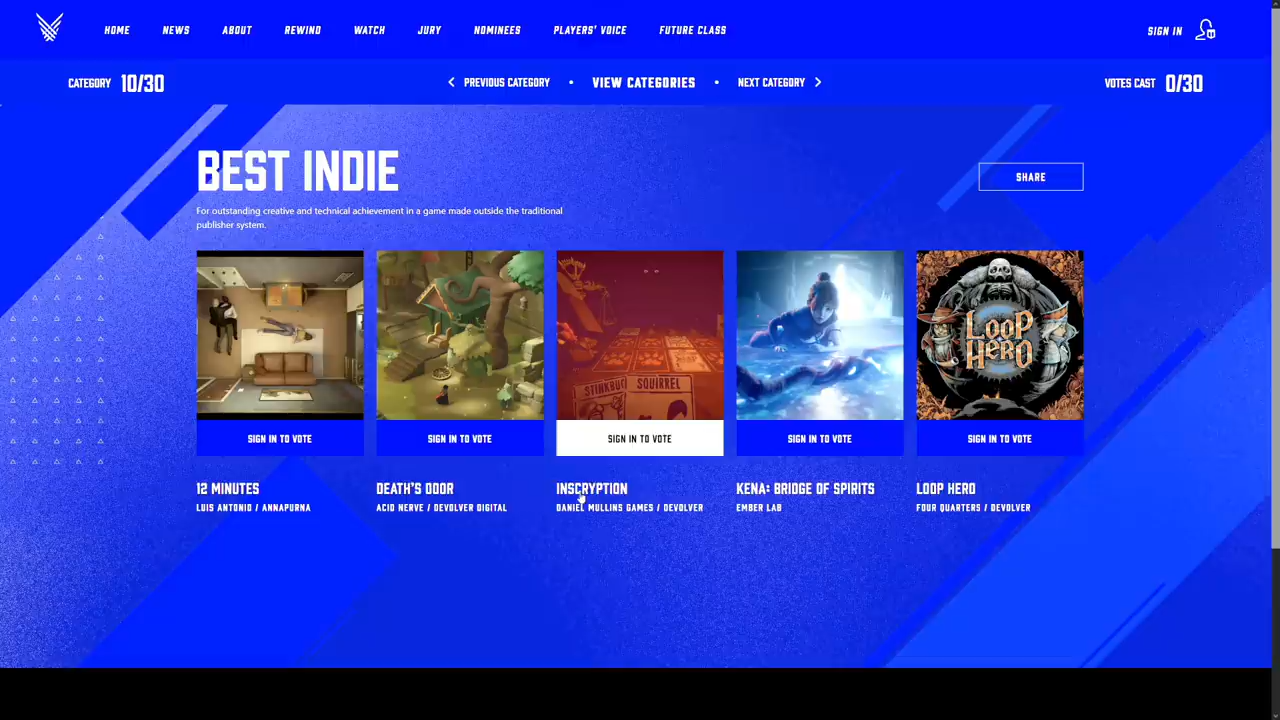 HOME NEWS ABOUT REWIND WATCH JURY NOMINEES PLAYERS' VOICE FUTURE CLASS SIGN IN
CATEGORY 10/30 PREVIOUS CATEGORY • VIEW CATEGORIES • NEXT CATEGORY VOTES CAST 0/30
BEST INDIE
SHARE
For outstanding creative and technical achievement in a game made outside the traditional
publisher system.
STINKBUG SQUIRREL
LOOP
HERO
SIGN IN TO VOTE SIGN IN TO VOTE SIGN IN TO VOTE SIGN IN TO VOTE SIGN IN TO VOTE
12 MINUTES DEATH'S DOOR INSCRYPTION KENA: BRIDGE OF SPIRITS LOOP HERO
LUIS ANTONIO / ANNAPURNA ACID NERVE / DEVOLVER DIGITAL DANIEL MULLINS GAMES / DEVOLVER EMBER LAB FOUR QUARTERS / DEVOLVER